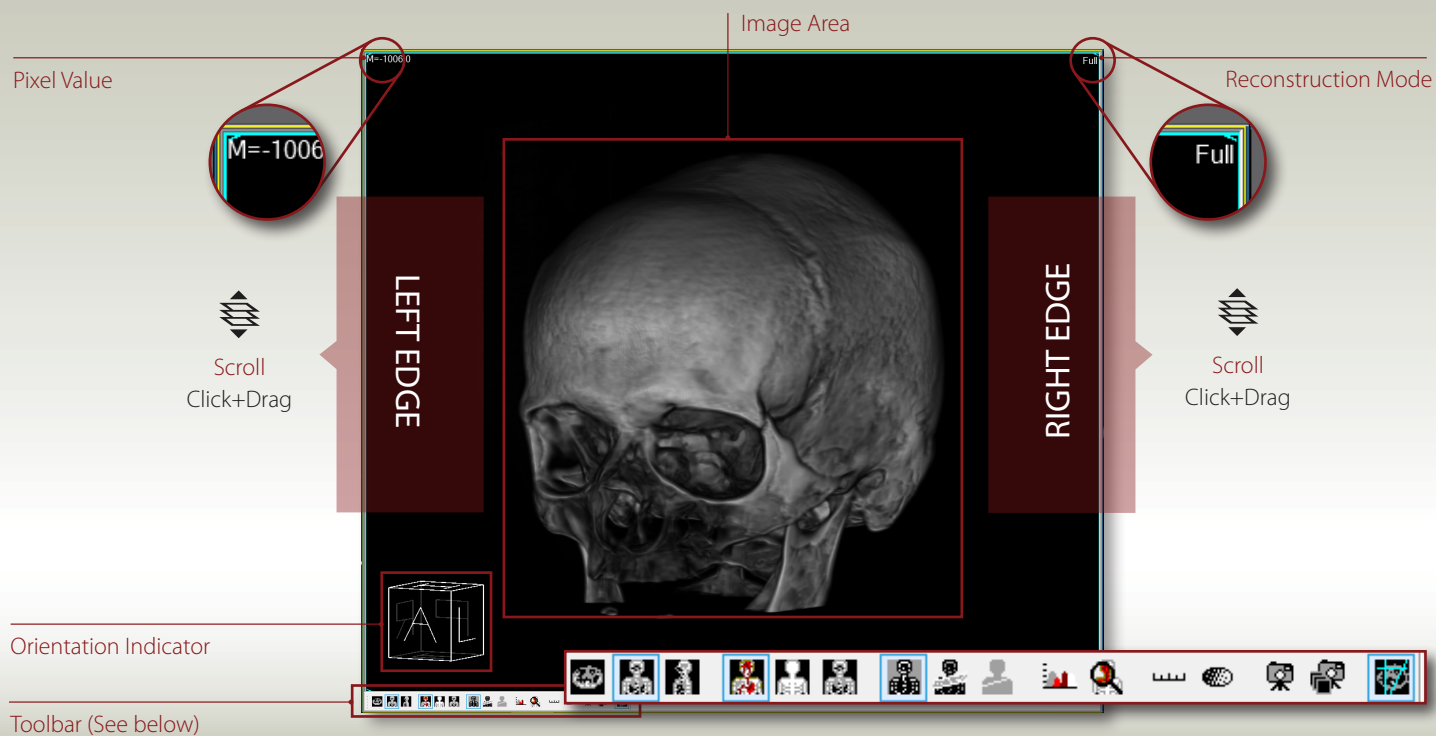 Image Area
Pixel Value
M=-1006 0
Full
Reconstruction Mode
M=-1006
Full
LEFT EDGE
RIGHT EDGE
Scroll
Click+Drag
Scroll
Click+Drag
A L
Orientation Indicator
Toolbar (See below)